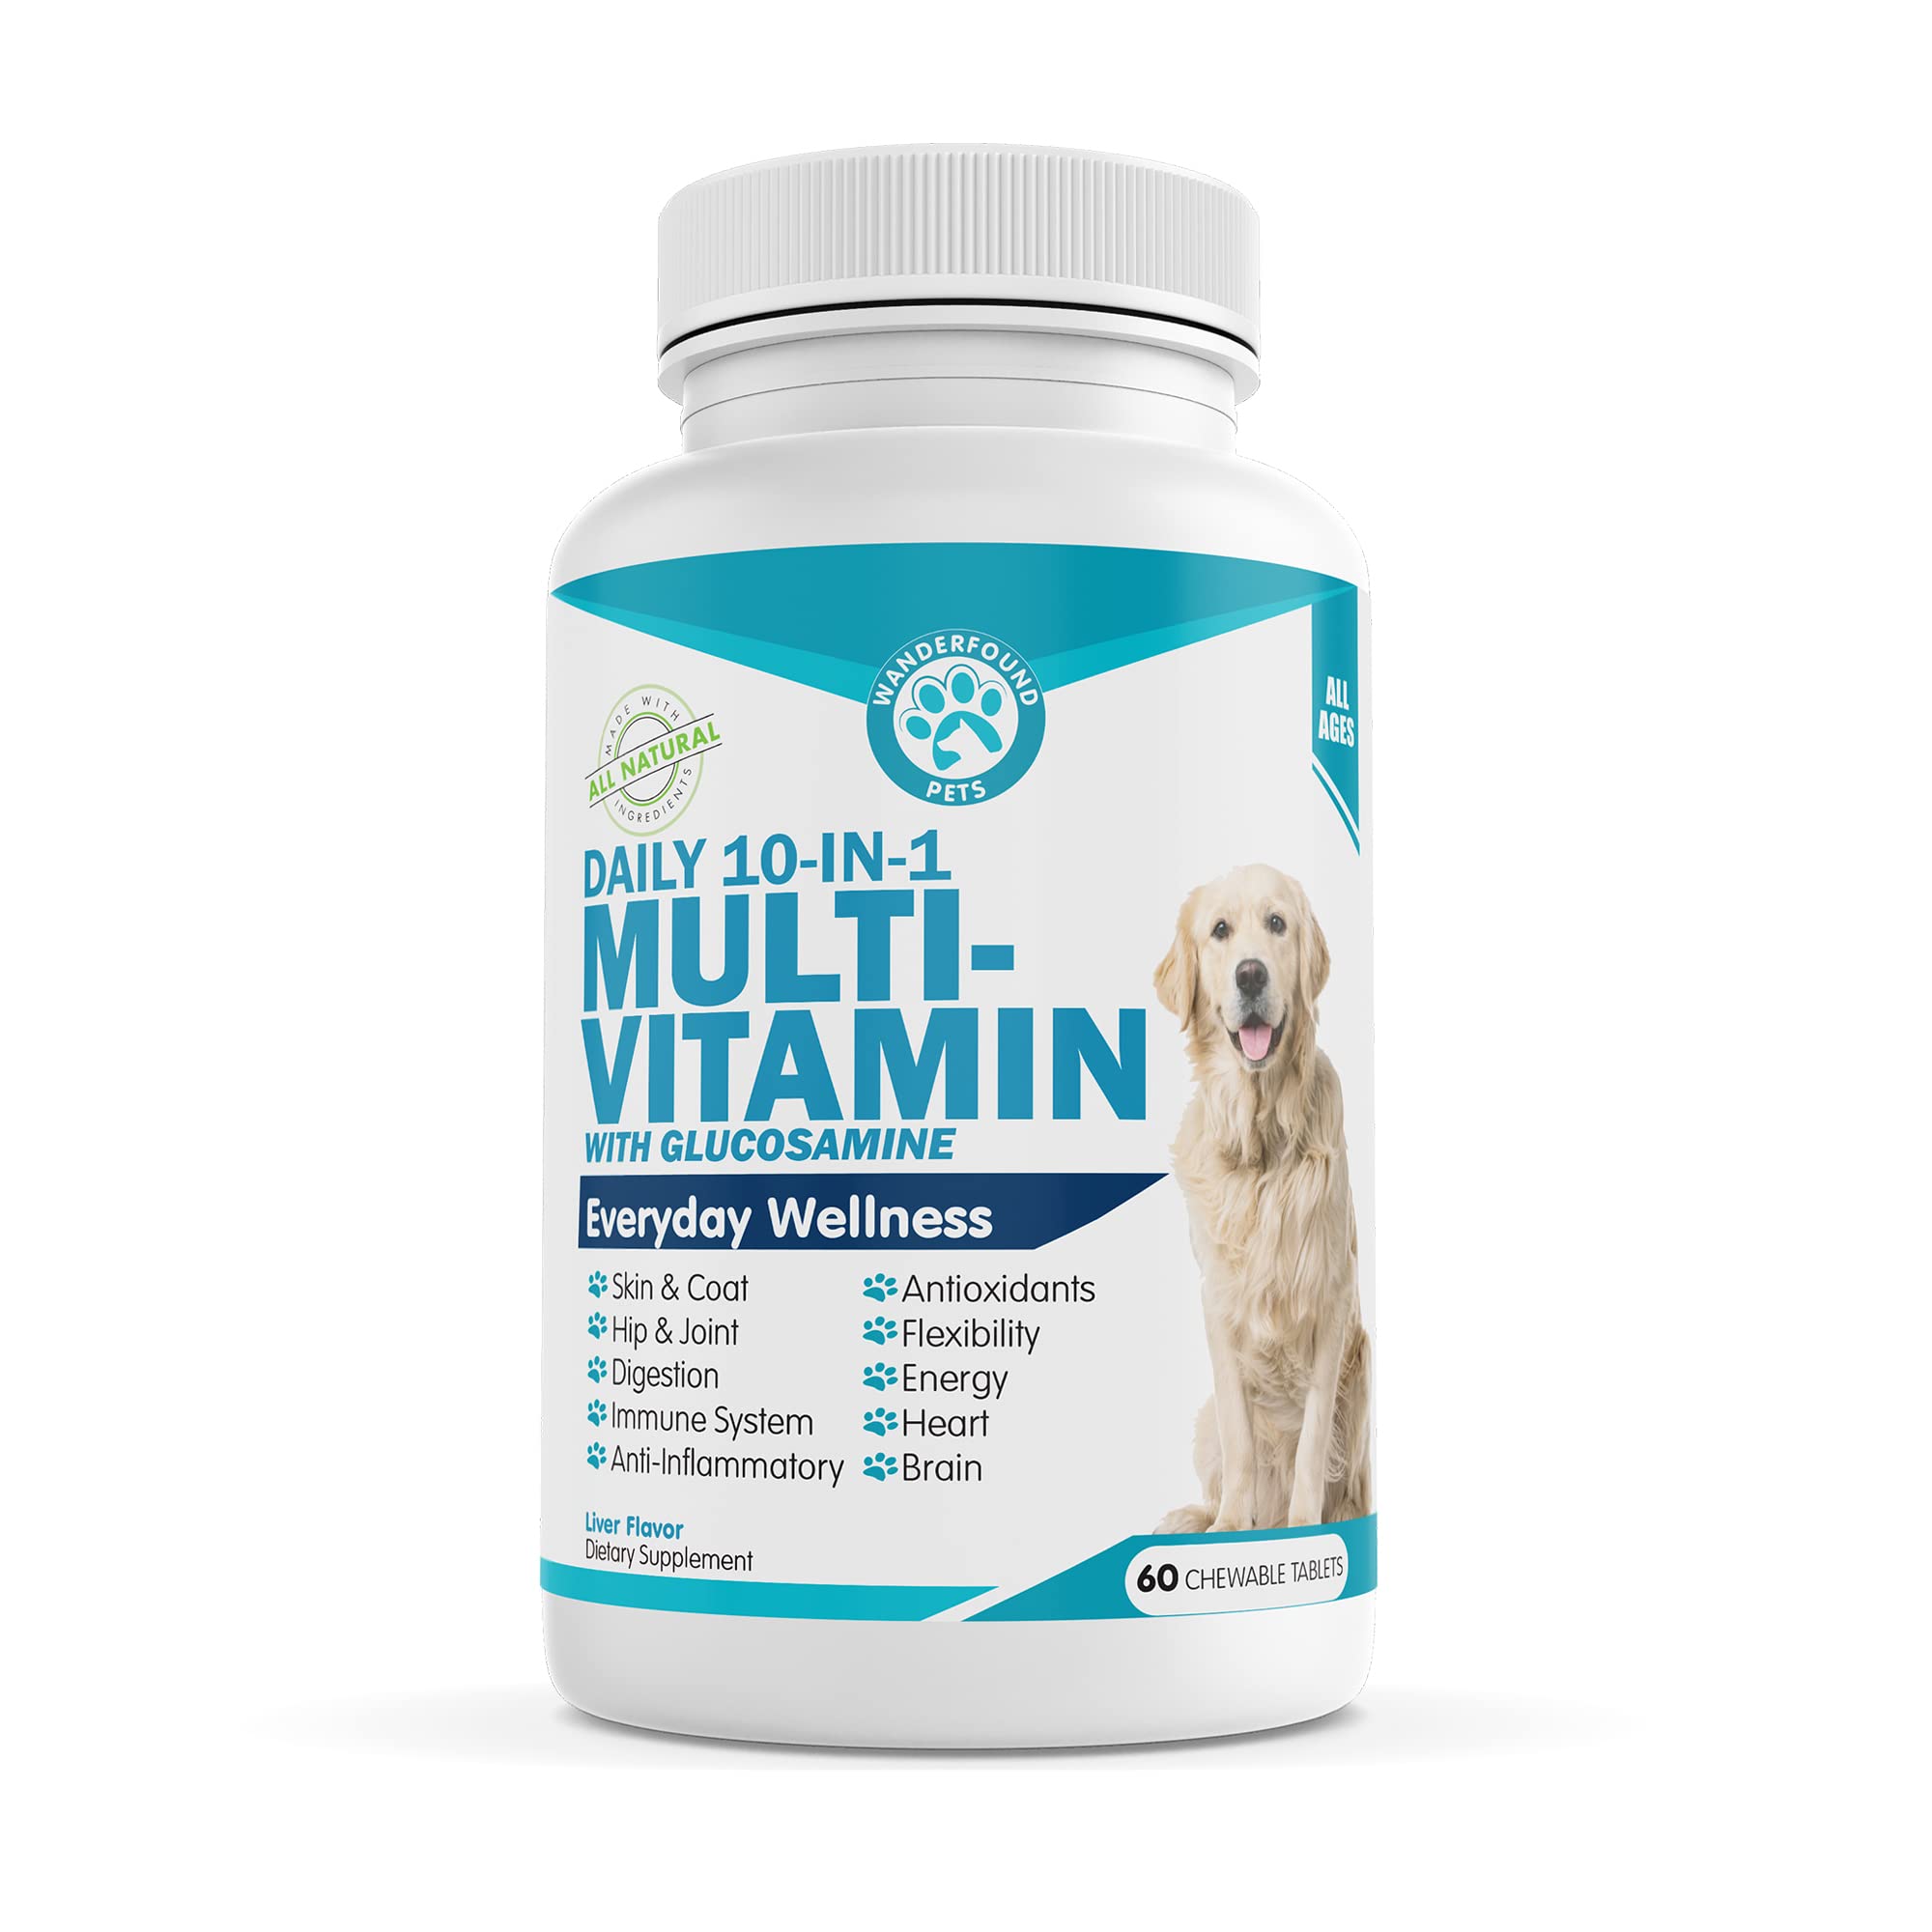 WANDERFOUND
PETS
ALL
AGES
MADE WITH
ALL NATURAL
INGREDIENTS
DAILY 10-IN-1
MULTI-
VITAMIN
WITH GLUCOSAMINE
Everyday Wellness
Skin & Coat
Hip & Joint
Digestion
Immune System
Anti-Inflammatory
Antioxidants
Flexibility
Energy
Heart
Brain
Liver Flavor
Dietary Supplement
60 CHEWABLE TABLETS